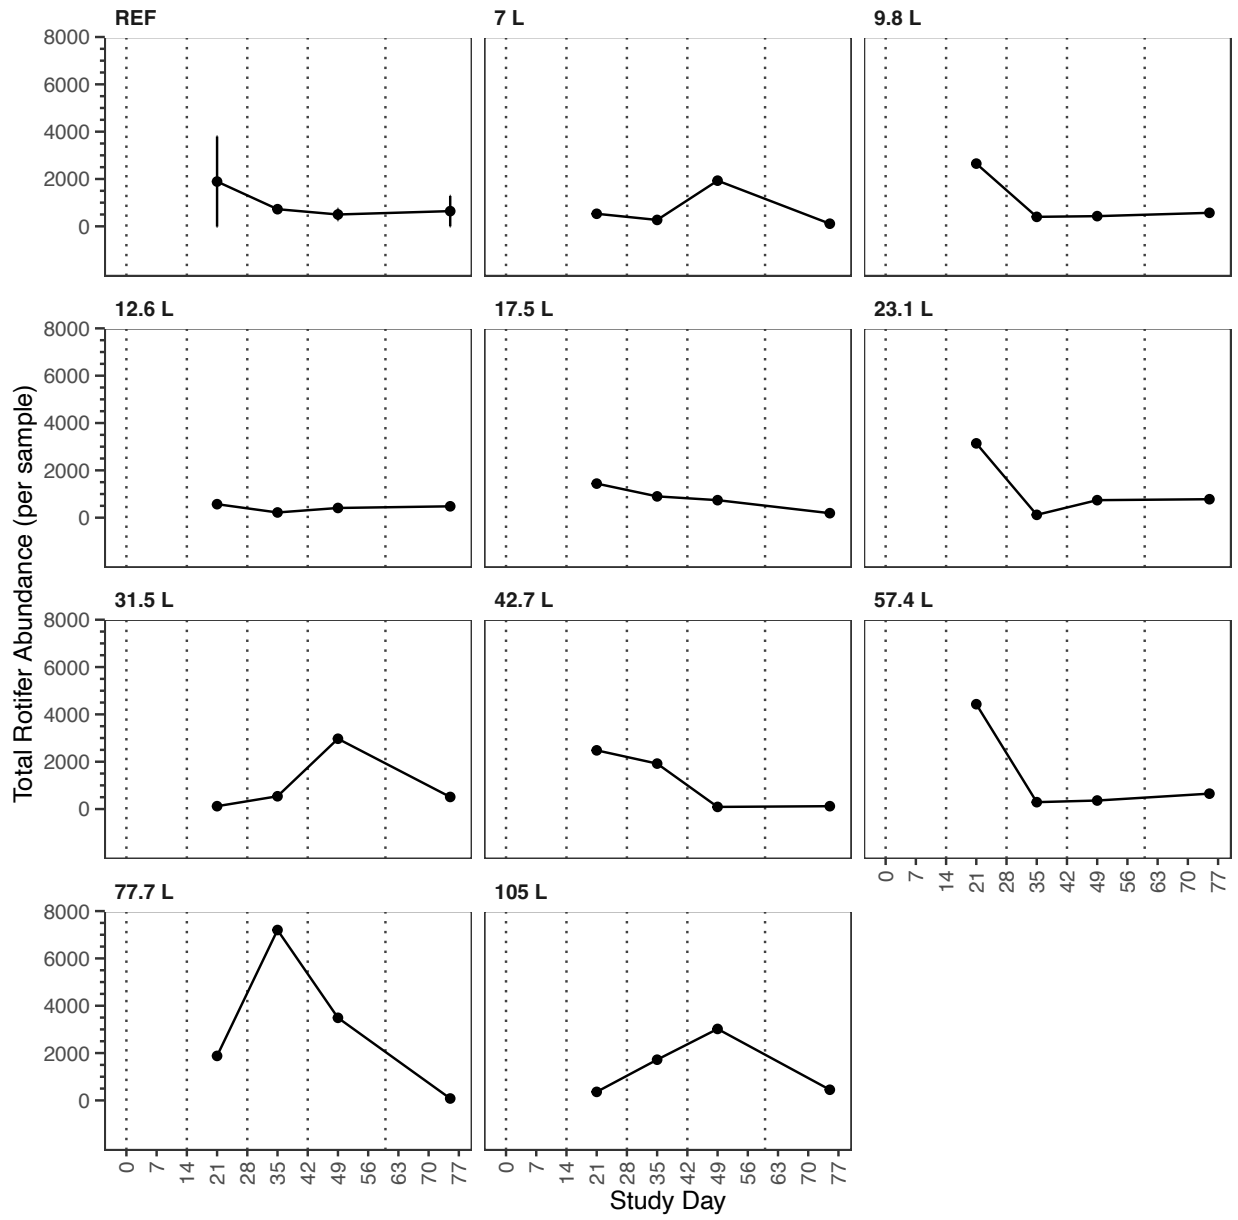 REF 7 L 9.8 L
8000
6000
4000
2000
0
12.6 L 17.5 L 23.1 L
8000
6000
4000
2000
0
Total Rotifer Abundance (per sample)
31.5 L 42.7 L 57.4 L
8000
6000
4000
2000
0
0 7 14 21 28 35 42 49 56 63 70 77
77.7 L 105 L
8000
6000
4000
2000
0
0 7 14 21 28 35 42 49 56 63 70 77 0 7 14 21 28 35 42 49 56 63 70 77
Study Day